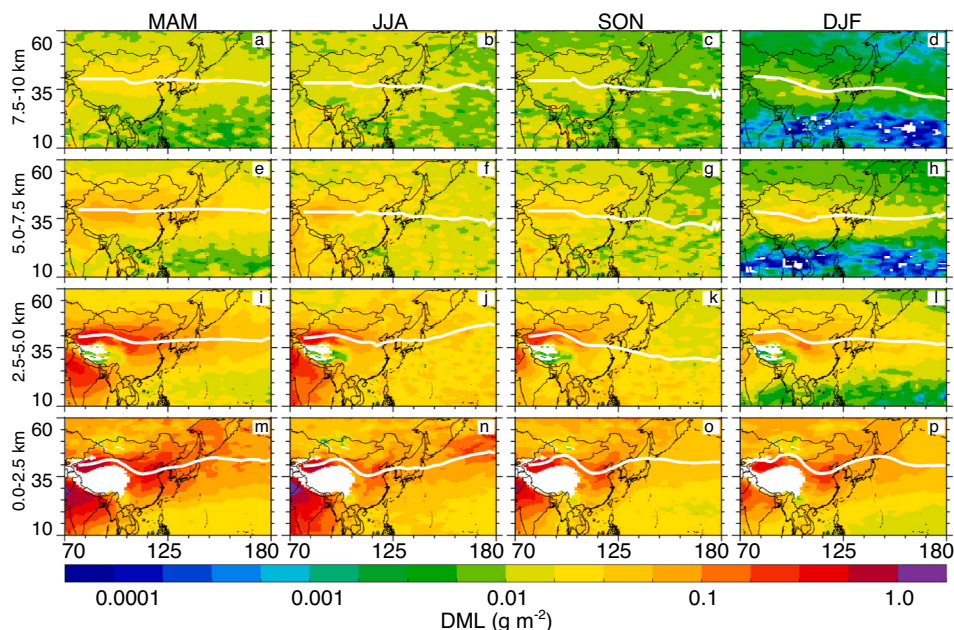 MAM JJA SON DJF
7.5-10 km 60 35 10 a b c d
5.0-7.5 km 60 35 10 e f g h
2.5-5.0 km 60 35 10 i j k l
0.0-2.5 km 60 35 10 m n o p
70 125 180 70 125 180 70 125 180 70 125 180
0.0001 0.001 0.01 0.1 1.0
DML (g m⁻²)